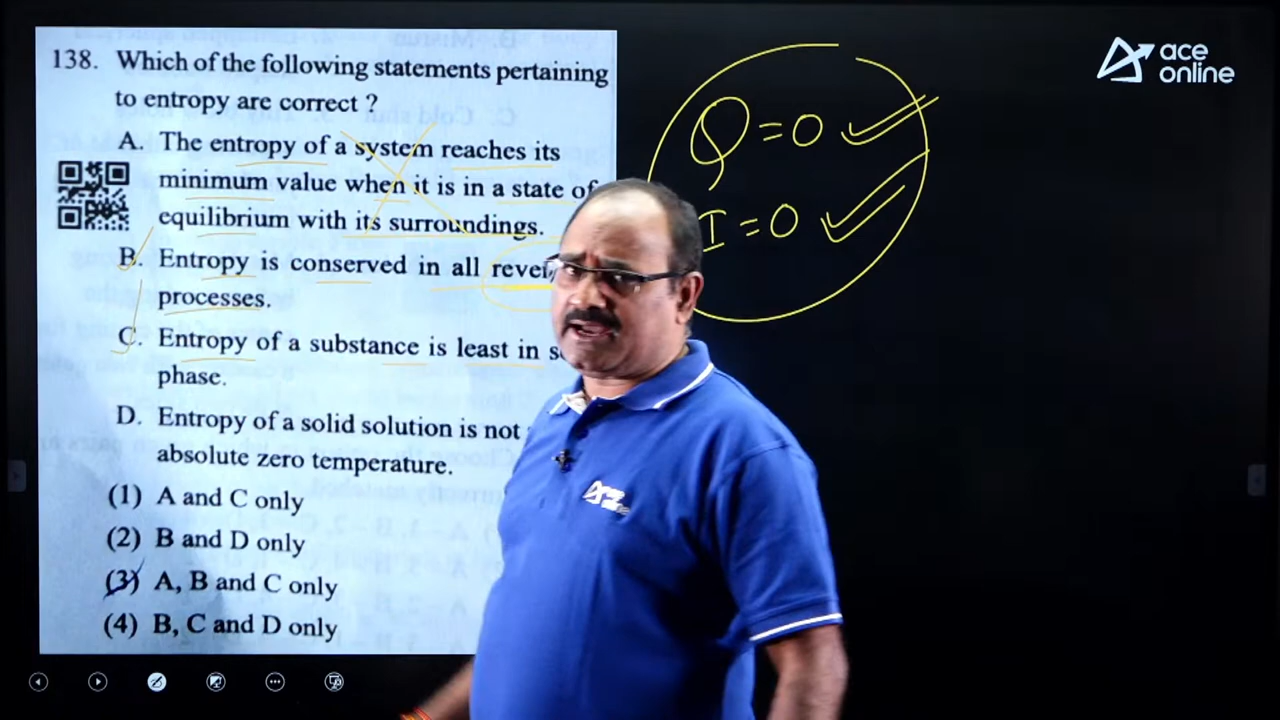 138. Which of the following statements pertaining
to entropy are correct ?
A. The entropy of a system reaches its
minimum value when it is in a state of
equilibrium with its surroundings.
B. Entropy is conserved in all
processes.
C. Entropy of a substance is least in
phase.
D. Entropy of a solid solution is not
absolute zero temperature.
(1) A and C only
(2) B and D only
(3) A, B and C only
(4) B, C and D only
Q = 0
I = 0
ace
online
ace